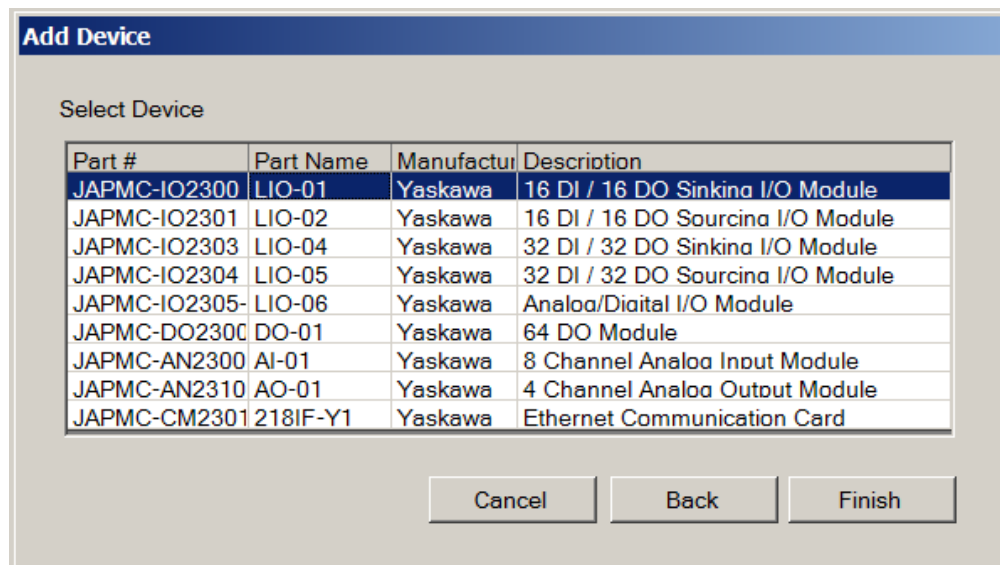 Add Device
Select Device
Part # Part Name Manufactur Description
JAPMC-IO2300 LIO-01 Yaskawa 16 DI / 16 DO Sinking I/O Module
JAPMC-IO2301 LIO-02 Yaskawa 16 DI / 16 DO Sourcing I/O Module
JAPMC-IO2303 LIO-04 Yaskawa 32 DI / 32 DO Sinking I/O Module
JAPMC-IO2304 LIO-05 Yaskawa 32 DI / 32 DO Sourcing I/O Module
JAPMC-IO2305- LIO-06 Yaskawa Analog/Digital I/O Module
JAPMC-DO2300 DO-01 Yaskawa 64 DO Module
JAPMC-AN2300 AI-01 Yaskawa 8 Channel Analog Input Module
JAPMC-AN2310 AO-01 Yaskawa 4 Channel Analog Output Module
JAPMC-CM2301 218IF-Y1 Yaskawa Ethernet Communication Card
Cancel Back Finish